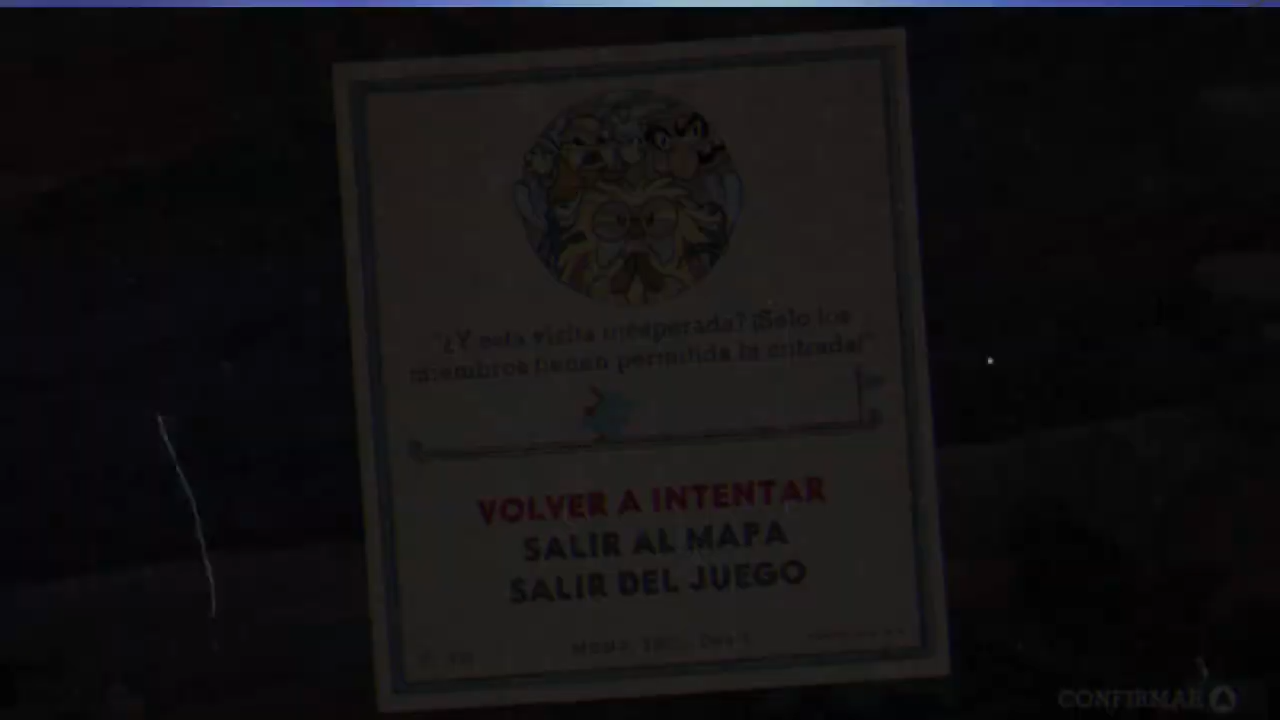 "¿Y esta visita inesperada? ¡Solo los
miembros tienen permitida la entrada!"
VOLVER A INTENTAR
SALIR AL MAPA
SALIR DEL JUEGO
CONFIRMAR